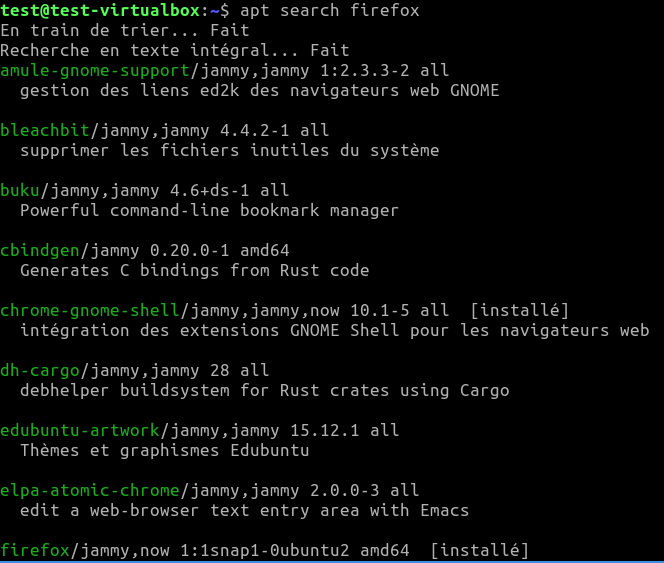 test@test-virtualbox:~$ apt search firefox
En train de trier... Fait
Recherche en texte intégral... Fait
amule-gnome-support/jammy,jammy 1:2.3.3-2 all
  gestion des liens ed2k des navigateurs web GNOME
bleachbit/jammy,jammy 4.4.2-1 all
  supprimer les fichiers inutiles du système
buku/jammy,jammy 4.6+ds-1 all
  Powerful command-line bookmark manager
cbindgen/jammy 0.20.0-1 amd64
  Generates C bindings from Rust code
chrome-gnome-shell/jammy,jammy,now 10.1-5 all  [installé]
  intégration des extensions GNOME Shell pour les navigateurs web
dh-cargo/jammy,jammy 28 all
  debhelper buildsystem for Rust crates using Cargo
edubuntu-artwork/jammy,jammy 15.12.1 all
  Thèmes et graphismes Edubuntu
elpa-atomic-chrome/jammy,jammy 2.0.0-3 all
  edit a web-browser text entry area with Emacs
firefox/jammy,now 1:1snap1-0ubuntu2 amd64  [installé]